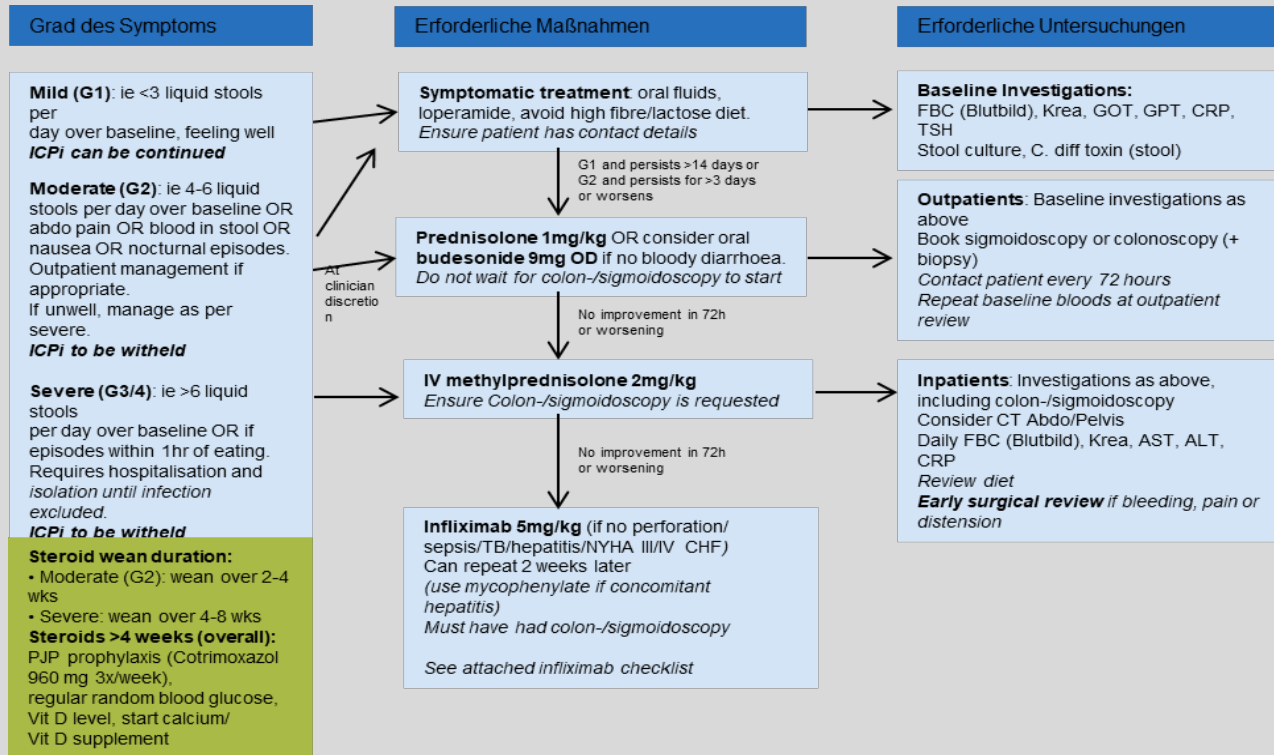 Grad des Symptoms
Mild (G1): ie <3 liquid stools
per
day over baseline, feeling well
ICPi can be continued
Moderate (G2): ie 4-6 liquid
stools per day over baseline OR
abdo pain OR blood in stool OR
nausea OR nocturnal episodes.
Outpatient management if
appropriate.
If unwell, manage as per
severe.
ICPi to be witheld
Severe (G3/4): ie >6 liquid
stools
per day over baseline OR if
episodes within 1hr of eating.
Requires hospitalisation and
isolation until infection
excluded.
ICPi to be witheld
Steroid wean duration:
• Moderate (G2): wean over 2-4
wks
• Severe: wean over 4-8 wks
Steroids >4 weeks (overall):
PJP prophylaxis (Cotrimoxazol
960 mg 3x/week),
regular random blood glucose,
Vit D level, start calcium/
Vit D supplement
At
clinician
discretio
n
Erforderliche Maßnahmen
Symptomatic treatment: oral fluids,
loperamide, avoid high fibre/lactose diet.
Ensure patient has contact details
G1 and persists >14 days or
G2 and persists for >3 days
or worsens
Prednisolone 1mg/kg OR consider oral
budesonide 9mg OD if no bloody diarrhoea.
Do not wait for colon-/sigmoidoscopy to start
No improvement in 72h
or worsening
IV methylprednisolone 2mg/kg
Ensure Colon-/sigmoidoscopy is requested
No improvement in 72h
or worsening
Infliximab 5mg/kg (if no perforation/
sepsis/TB/hepatitis/NYHA III/IV CHF)
Can repeat 2 weeks later
(use mycophenylate if concomitant
hepatitis)
Must have had colon-/sigmoidoscopy
See attached infliximab checklist
Erforderliche Untersuchungen
Baseline Investigations:
FBC (Blutbild), Krea, GOT, GPT, CRP,
TSH
Stool culture, C. diff toxin (stool)
Outpatients: Baseline investigations as
above
Book sigmoidoscopy or colonoscopy (+
biopsy)
Contact patient every 72 hours
Repeat baseline bloods at outpatient
review
Inpatients: Investigations as above,
including colon-/sigmoidoscopy
Consider CT Abdo/Pelvis
Daily FBC (Blutbild), Krea, AST, ALT,
CRP
Review diet
Early surgical review if bleeding, pain or
distension